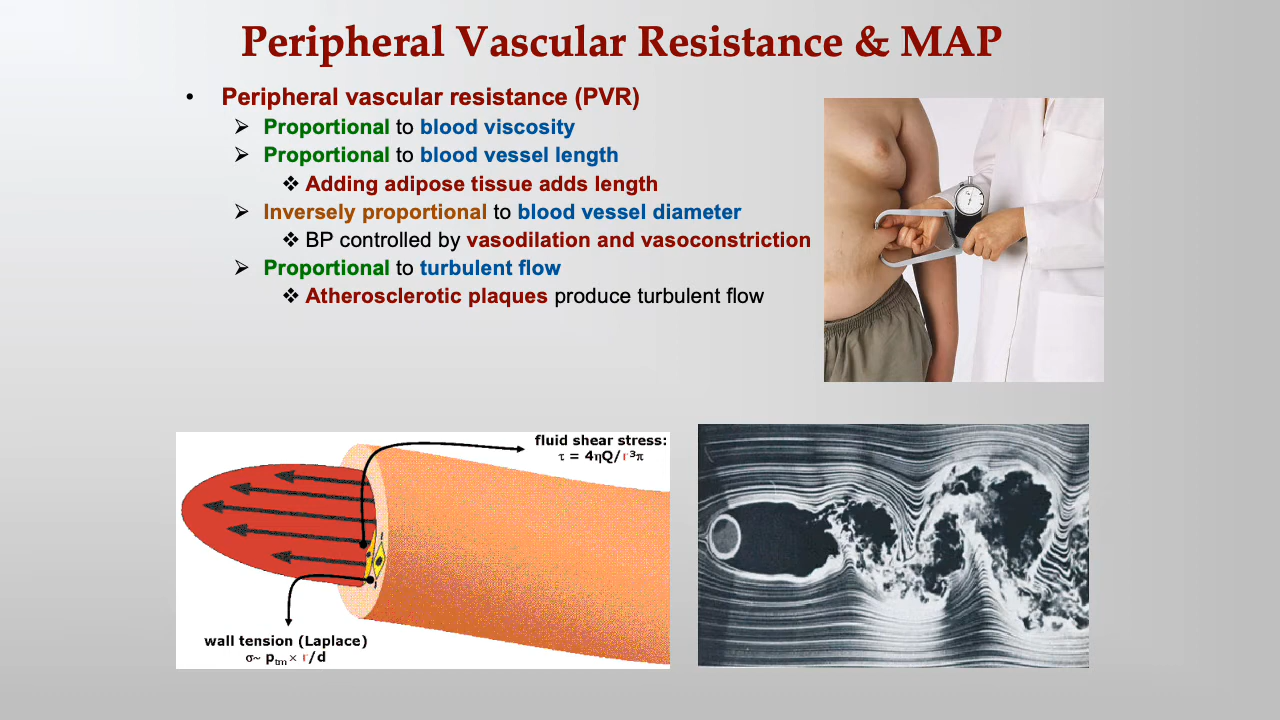 Peripheral Vascular Resistance & MAP
• Peripheral vascular resistance (PVR)
➢ Proportional to blood viscosity
➢ Proportional to blood vessel length
❖ Adding adipose tissue adds length
➢ Inversely proportional to blood vessel diameter
❖ BP controlled by vasodilation and vasoconstriction
➢ Proportional to turbulent flow
❖ Atherosclerotic plaques produce turbulent flow
fluid shear stress:
τ = 4ηQ/r³π
wall tension (Laplace)
σ~ ptm × r/d